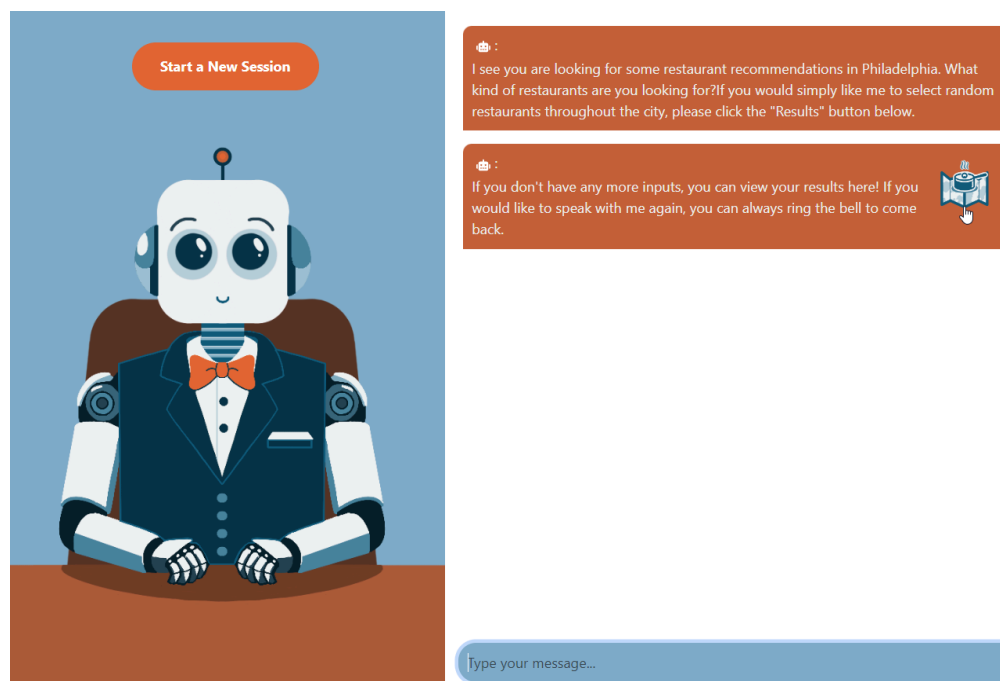 Start a New Session
:
I see you are looking for some restaurant recommendations in Philadelphia. What
kind of restaurants are you looking for?If you would simply like me to select random
restaurants throughout the city, please click the "Results" button below.
:
If you don't have any more inputs, you can view your results here! If you
would like to speak with me again, you can always ring the bell to come
back.
Type your message...